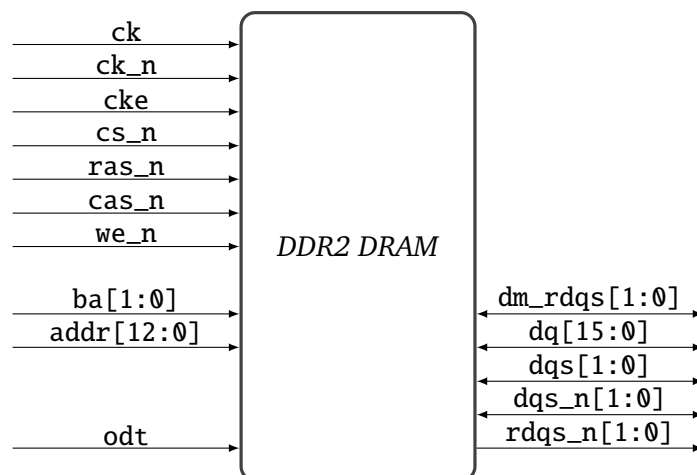 ck
ck_n
cke
cs_n
ras_n
cas_n
we_n
DDR2 DRAM
ba[1:0]
addr[12:0]
odt
dm_rdqs[1:0]
dq[15:0]
dqs[1:0]
dqs_n[1:0]
rdqs_n[1:0]